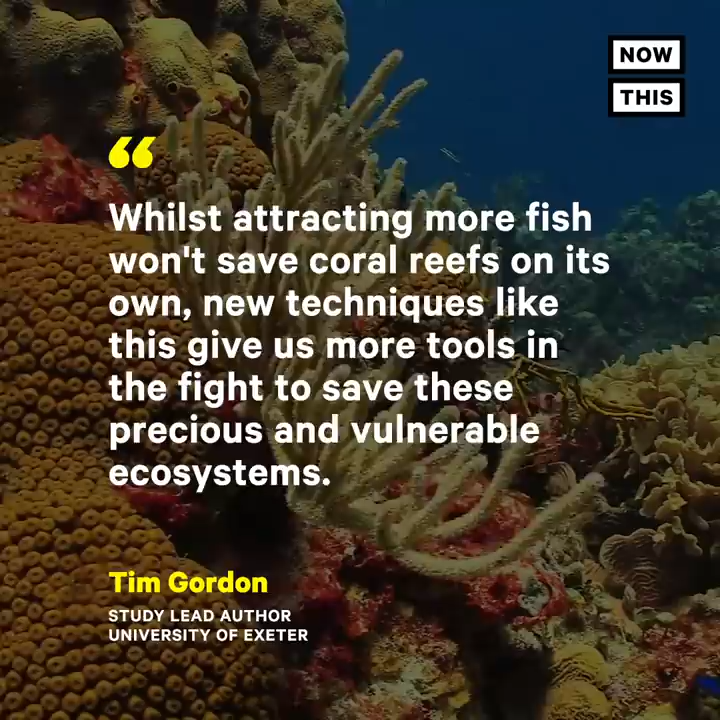 NOW
THIS
“
Whilst attracting more fish
won't save coral reefs on its
own, new techniques like
this give us more tools in
the fight to save these
precious and vulnerable
ecosystems.
Tim Gordon
STUDY LEAD AUTHOR
UNIVERSITY OF EXETER